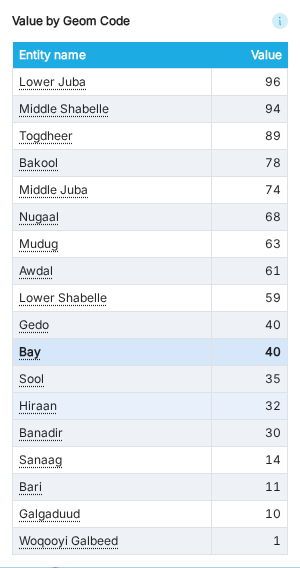 Value by Geom Code
i
Entity name Value
Lower Juba 96
Middle Shabelle 94
Togdheer 89
Bakool 78
Middle Juba 74
Nugaal 68
Mudug 63
Awdal 61
Lower Shabelle 59
Gedo 40
Bay 40
Sool 35
Hiraan 32
Banadir 30
Sanaag 14
Bari 11
Galgaduud 10
Woqooyi Galbeed 1